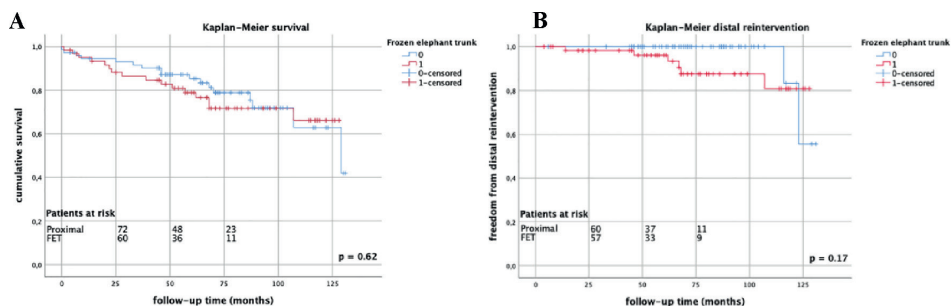 A
Kaplan-Meier survival
Frozen elephant trunk
0
1
0-censored
1-censored
cumulative survival
1,0
0,8
0,6
0,4
0,2
0,0
Patients at risk
Proximal 72 48 23
FET 60 36 11
p = 0.62
0 25 50 75 100 125
follow-up time (months)
B
Kaplan-Meier distal reintervention
Frozen elephant trunk
0
1
0-censored
1-censored
freedom from distal reintervention
1,0
0,8
0,6
0,4
0,2
0,0
Patients at risk
Proximal 60 37 11
FET 57 33 9
p = 0.17
0 25 50 75 100 125
follow-up time (months)